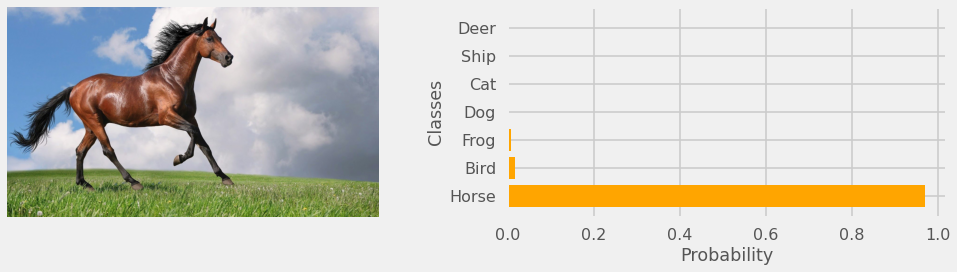 Deer
Ship
Cat
Dog
Frog
Bird
Horse
Classes
0.0 0.2 0.4 0.6 0.8 1.0
Probability